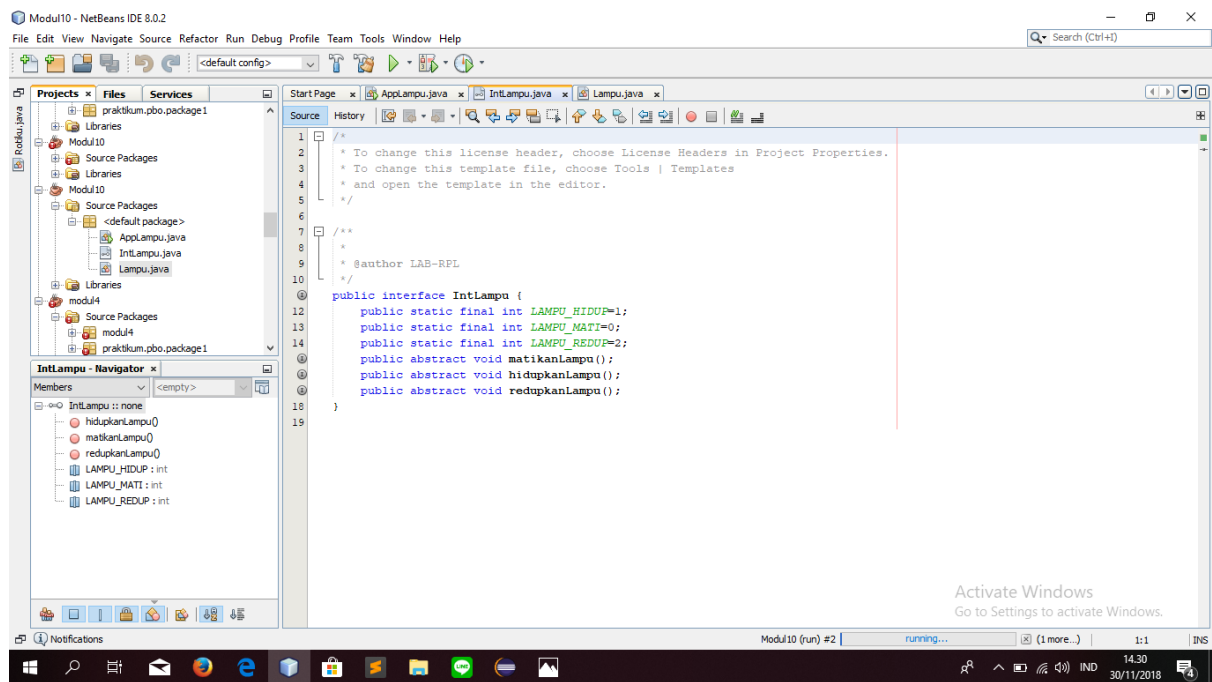 Modul10 - NetBeans IDE 8.0.2
File Edit View Navigate Source Refactor Run Debug Profile Team Tools Window Help
Search (Ctrl+I)
<default config>
Projects Files Services
Start Page AppLampu.java IntLampu.java Lampu.java
Robku.java
praktikum.pbo.package1
Libraries
Modul10
Source Packages
Libraries
Modul10
Source Packages
<default package>
AppLampu.java
IntLampu.java
Lampu.java
Libraries
modul4
Source Packages
modul4
praktikum.pbo.package1
Source History
1 /*
2 * To change this license header, choose License Headers in Project Properties.
3 * To change this template file, choose Tools | Templates
4 * and open the template in the editor.
5 */
6
7 /**
8 *
9 * @author LAB-RPL
10 */
public interface IntLampu {
12 public static final int LAMPU_HIDUP=1;
13 public static final int LAMPU_MATI=0;
14 public static final int LAMPU_REDUP=2;
public abstract void matikanLampu();
public abstract void hidupkanLampu();
public abstract void redupkanLampu();
18 }
19
IntLampu - Navigator
Members <empty>
IntLampu :: none
hidupkanLampu()
matikanLampu()
redupkanLampu()
LAMPU_HIDUP : int
LAMPU_MATI : int
LAMPU_REDUP : int
Activate Windows
Go to Settings to activate Windows.
Notifications
Modul10 (run) #2 running... (1 more...) 1:1 INS
IND
14.30
30/11/2018
4